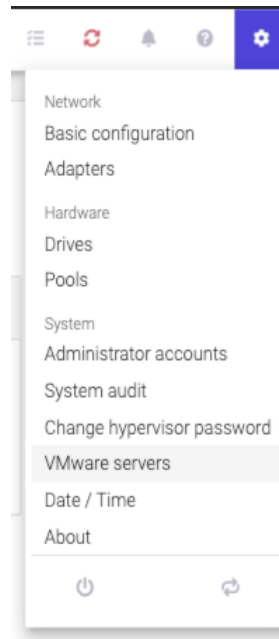 Network
Basic configuration
Adapters
Hardware
Drives
Pools
System
Administrator accounts
System audit
Change hypervisor password
VMware servers
Date / Time
About